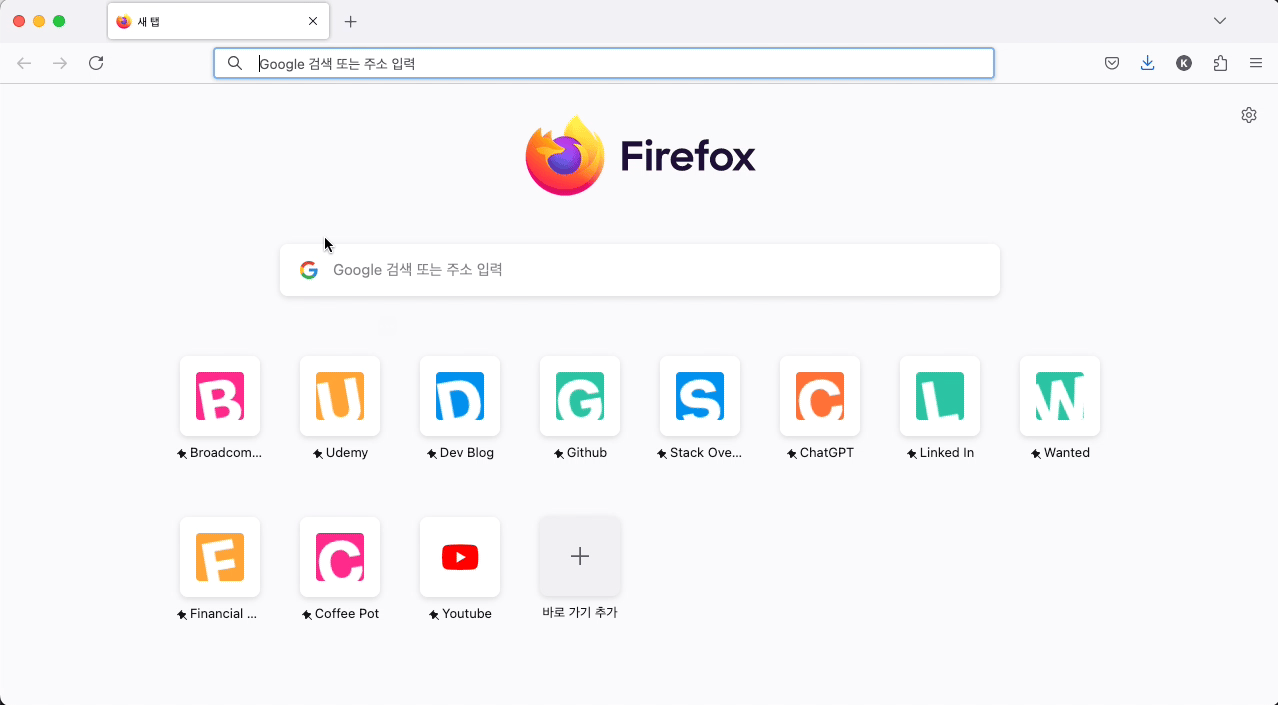 새 탭
Google 검색 또는 주소 입력
K
Firefox
Google 검색 또는 주소 입력
B U D G S C L W
Broadcom... Udemy Dev Blog Github Stack Ove... ChatGPT Linked In Wanted
F C
Financial ... Coffee Pot Youtube 바로 가기 추가